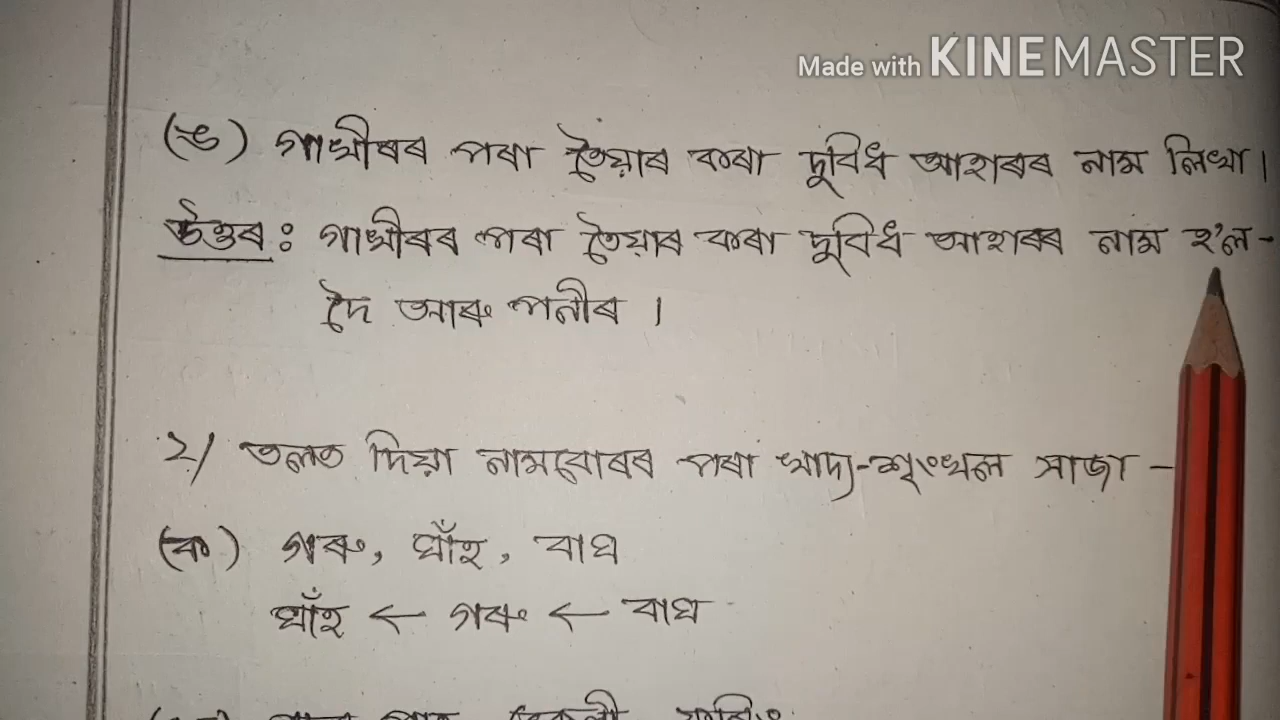 Made with KINEMASTER
(ঙ) গাখীৰৰ পৰা তৈয়াৰ কৰা দুবিধ আহাৰৰ নাম লিখা।
উত্তৰঃ গাখীৰৰ পৰা তৈয়াৰ কৰা দুবিধ আহাৰৰ নাম হ'ল-
দৈ আৰু পনীৰ ।
২/ তলত দিয়া নামবোৰৰ পৰা খাদ্য-শৃংখল সাজা -
(ক) গৰু, ঘাঁহ, বাঘ
ঘাঁহ ← গৰু ← বাঘ